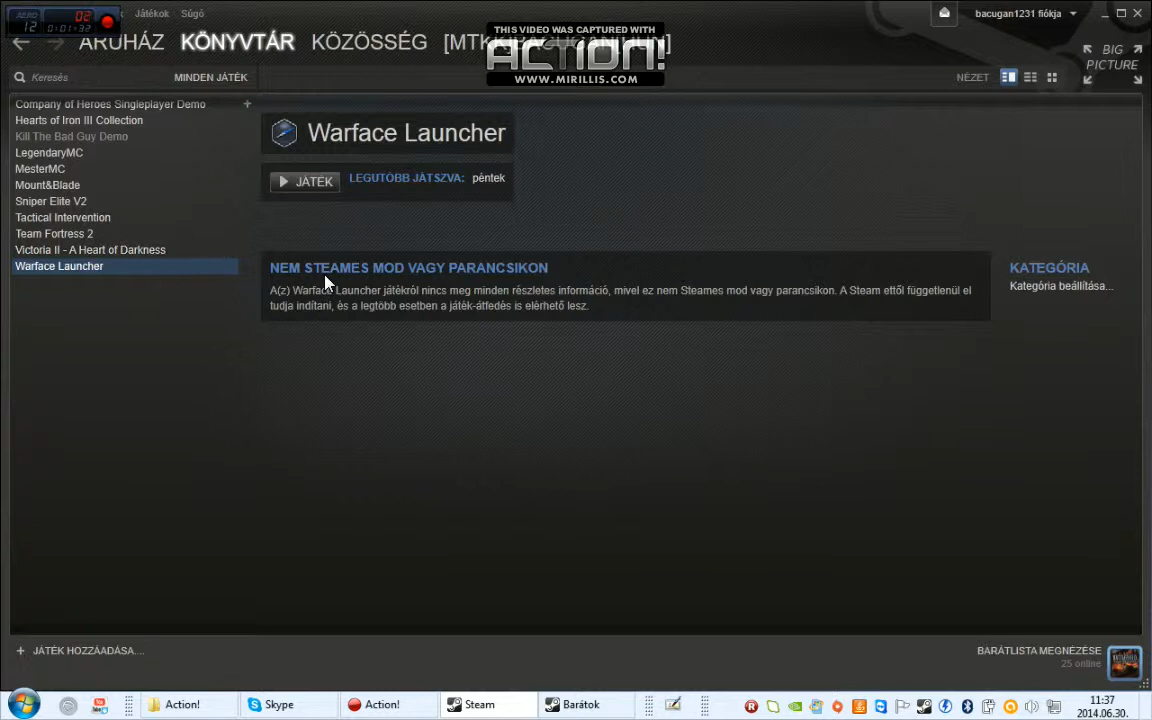 Játékok Súgó
bacugan1231 fiókja
ÁRUHÁZ KÖNYVTÁR KÖZÖSSÉG
THIS VIDEO WAS CAPTURED WITH
ACTION!
WWW.MIRILLIS.COM
BIG
PICTURE
Keresés MINDEN JÁTÉK NÉZET
Company of Heroes Singleplayer Demo
Hearts of Iron III Collection
Kill The Bad Guy Demo
LegendaryMC
MesterMC
Mount&Blade
Sniper Elite V2
Tactical Intervention
Team Fortress 2
Victoria II - A Heart of Darkness
Warface Launcher
Warface Launcher
JÁTÉK LEGUTÓBB JÁTSZVA: péntek
NEM STEAMES MOD VAGY PARANCSIKON
A(z) Warface Launcher játékról nincs meg minden részletes információ, mivel ez nem Steames mod vagy parancsikon. A Steam ettől függetlenül el
tudja indítani, és a legtöbb esetben a játék-átfedés is elérhető lesz.
KATEGÓRIA
Kategória beállítása...
+ JÁTÉK HOZZÁADÁSA....
BARÁTLISTA MEGNÉZÉSE
25 online
Action! Skype Action! Steam Barátok
11:37
2014.06.30.